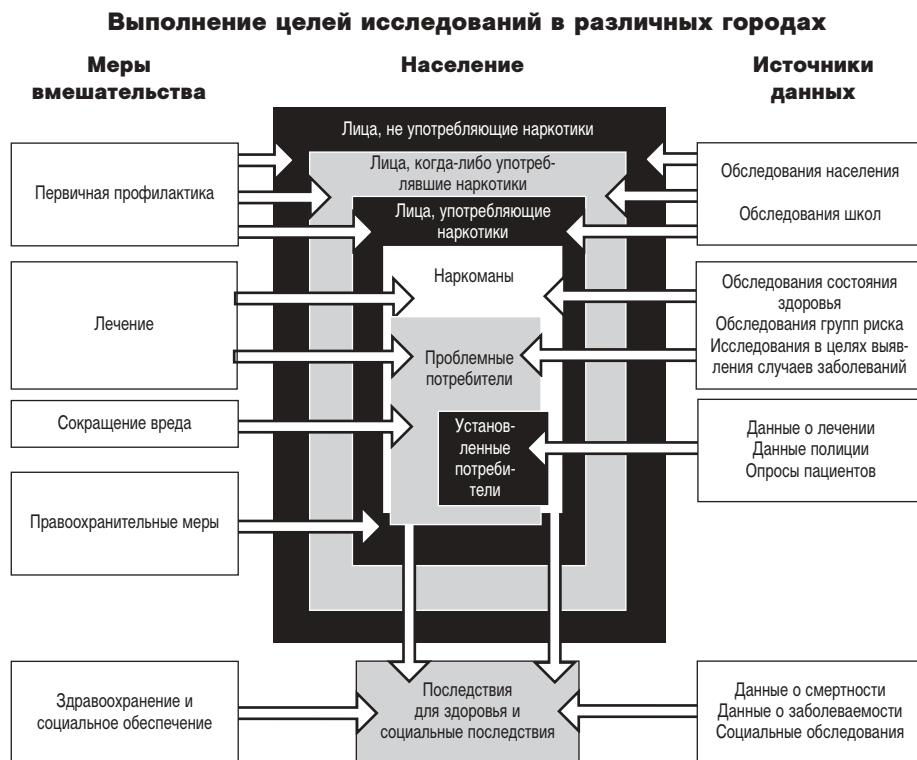 Выполнение целей исследований в различных городах
Меры
вмешательства
Население
Источники
данных
Лица, не употребляющие наркотики
Лица, когда-либо употреб-
лявшие наркотики
Лица, употребляющие
наркотики
Наркоманы
Проблемные
потребители
Установ-
ленные
потреби-
тели
Первичная профилактика
Лечение
Сокращение вреда
Правоохранительные меры
Здравоохранение и
социальное обеспечение
Последствия
для здоровья и
социальные последствия
Обследования населения
Обследования школ
Обследования состояния
здоровья
Обследования групп риска
Исследования в целях выяв-
ления случаев заболеваний
Данные о лечении
Данные полиции
Опросы пациентов
Данные о смертности
Данные о заболеваемости
Социальные обследования